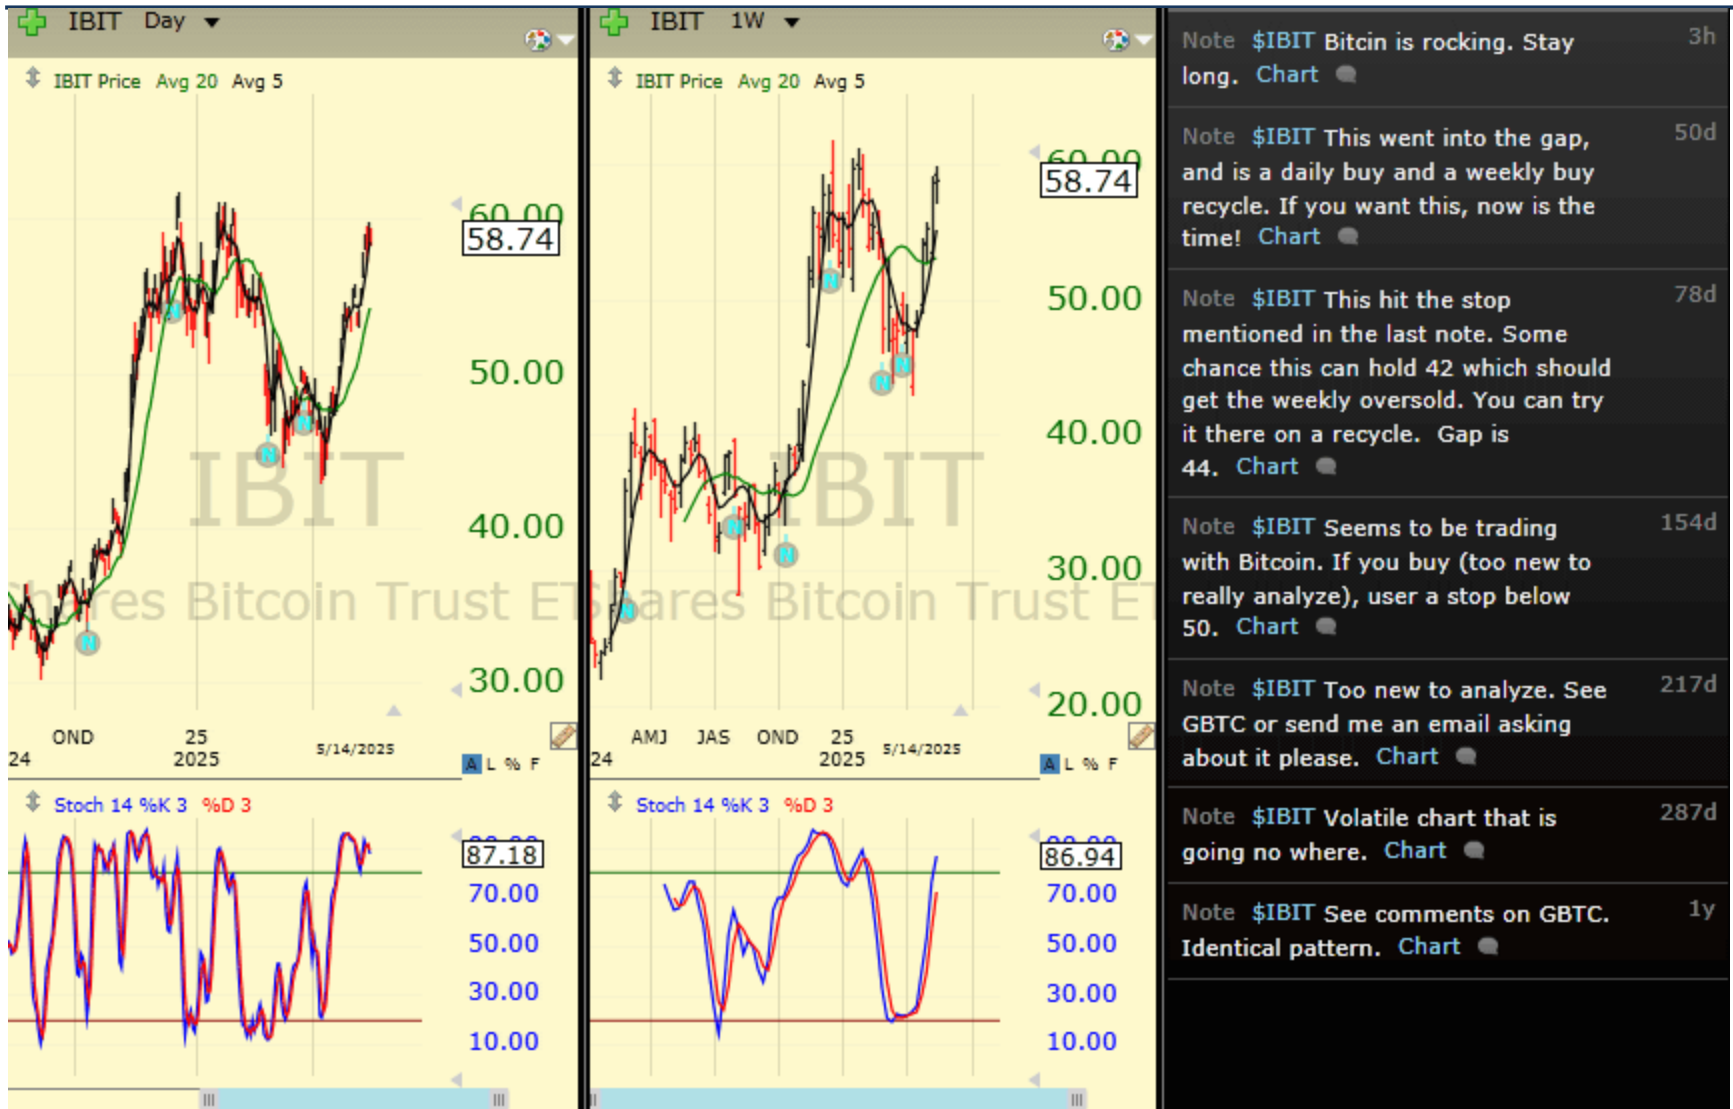 IBIT Day
IBIT Price Avg 20 Avg 5
60.00
58.74
50.00
40.00
30.00
IBIT
Shares Bitcoin Trust ET
OND 25
24 2025 5/14/2025
A L % F
Stoch 14 %K 3 %D 3
90.00
87.18
70.00
50.00
30.00
10.00
N
N
N
N
IBIT 1W
IBIT Price Avg 20 Avg 5
60.00
58.74
50.00
40.00
30.00
20.00
IBIT
Shares Bitcoin Trust ET
AMJ JAS OND 25
24 2025 5/14/2025
A L % F
Stoch 14 %K 3 %D 3
90.00
86.94
70.00
50.00
30.00
10.00
N
N
N
N
N
N
Note $IBIT Bitcin is rocking. Stay 3h
long. Chart
Note $IBIT This went into the gap, 50d
and is a daily buy and a weekly buy
recycle. If you want this, now is the
time! Chart
Note $IBIT This hit the stop 78d
mentioned in the last note. Some
chance this can hold 42 which should
get the weekly oversold. You can try
it there on a recycle. Gap is
44. Chart
Note $IBIT Seems to be trading 154d
with Bitcoin. If you buy (too new to
really analyze), user a stop below
50. Chart
Note $IBIT Too new to analyze. See 217d
GBTC or send me an email asking
about it please. Chart
Note $IBIT Volatile chart that is 287d
going no where. Chart
Note $IBIT See comments on GBTC. 1y
Identical pattern. Chart